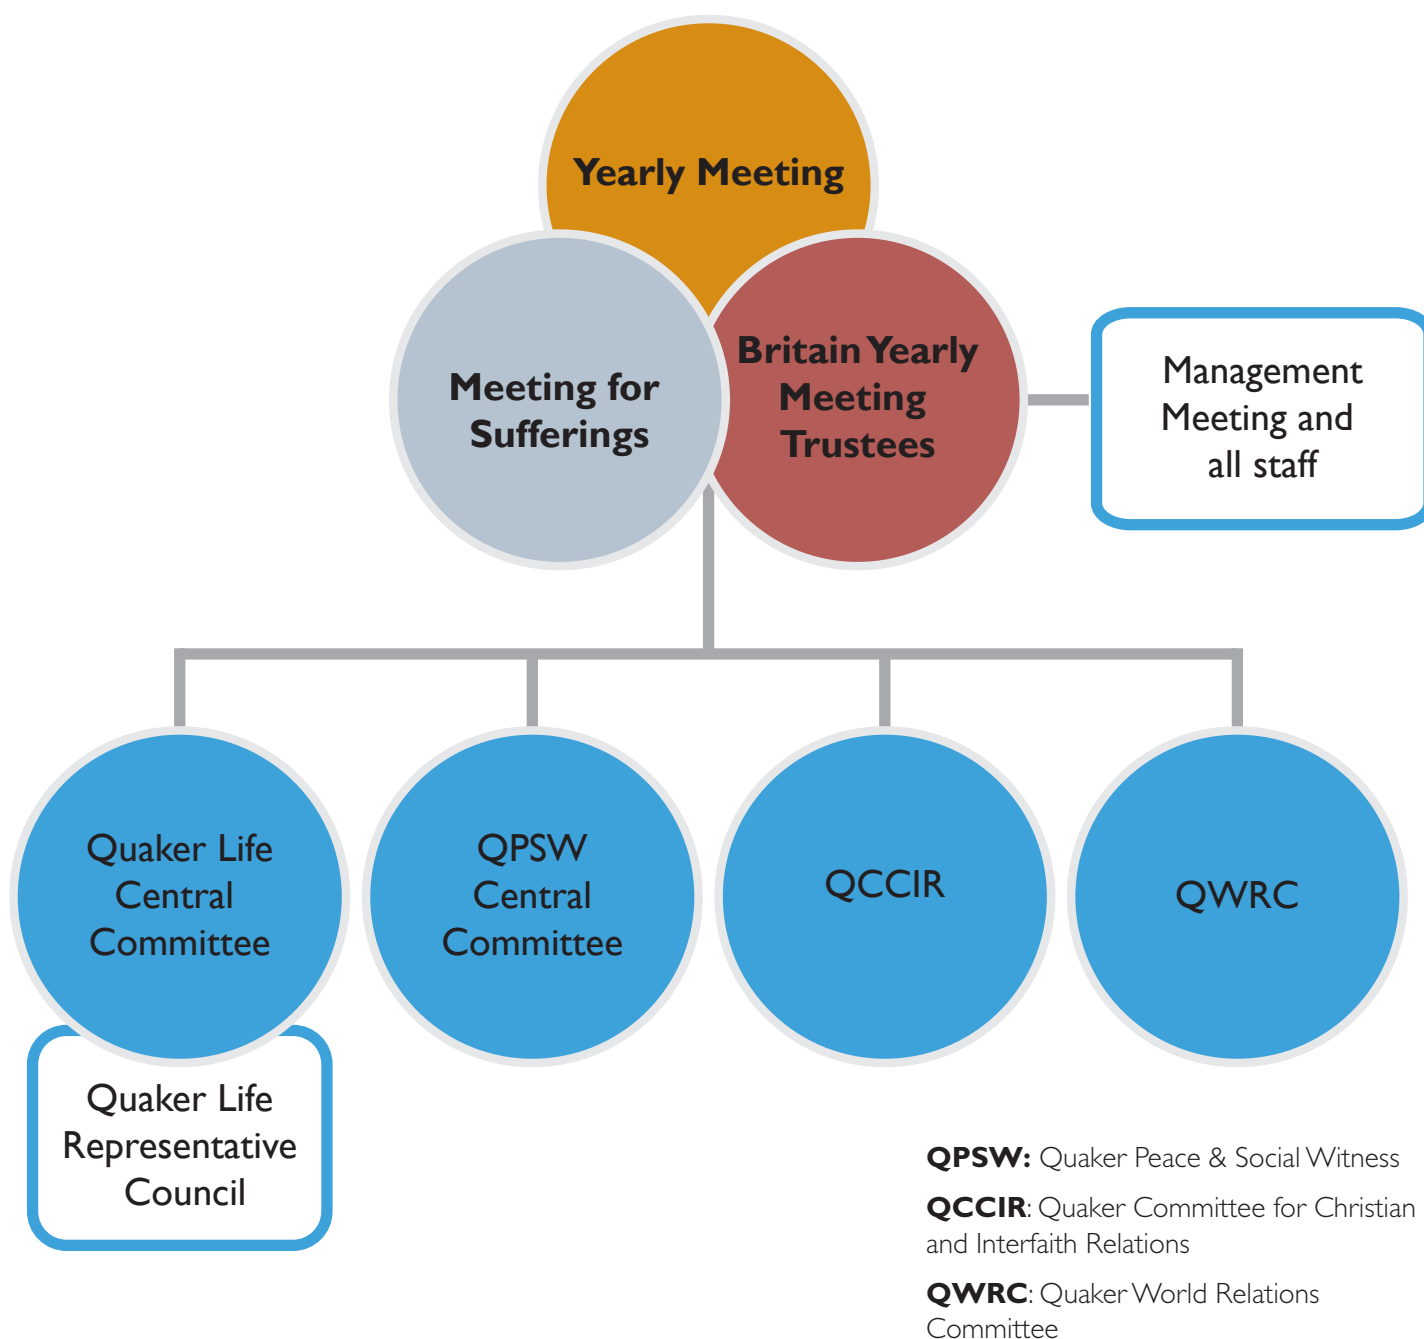 Yearly Meeting
Meeting for
Sufferings
Britain Yearly
Meeting
Trustees
Management
Meeting and
all staff
Quaker Life
Central
Committee
QPSW
Central
Committee
QCCIR
QWRC
Quaker Life
Representative
Council
QPSW: Quaker Peace & Social Witness
QCCIR: Quaker Committee for Christian
and Interfaith Relations
QWRC: Quaker World Relations
Committee